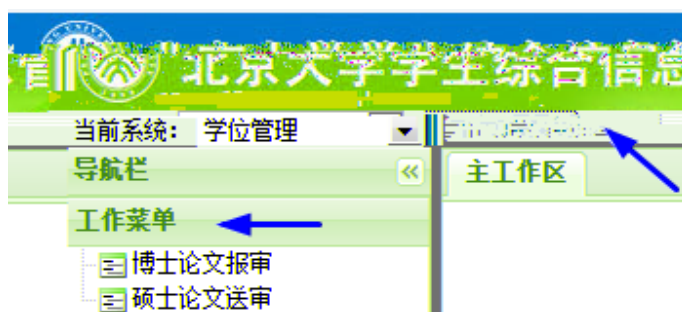 北京大学学生综合信息
当前系统： 学位管理
导航栏 主工作区
工作菜单
博士论文报审
硕士论文送审